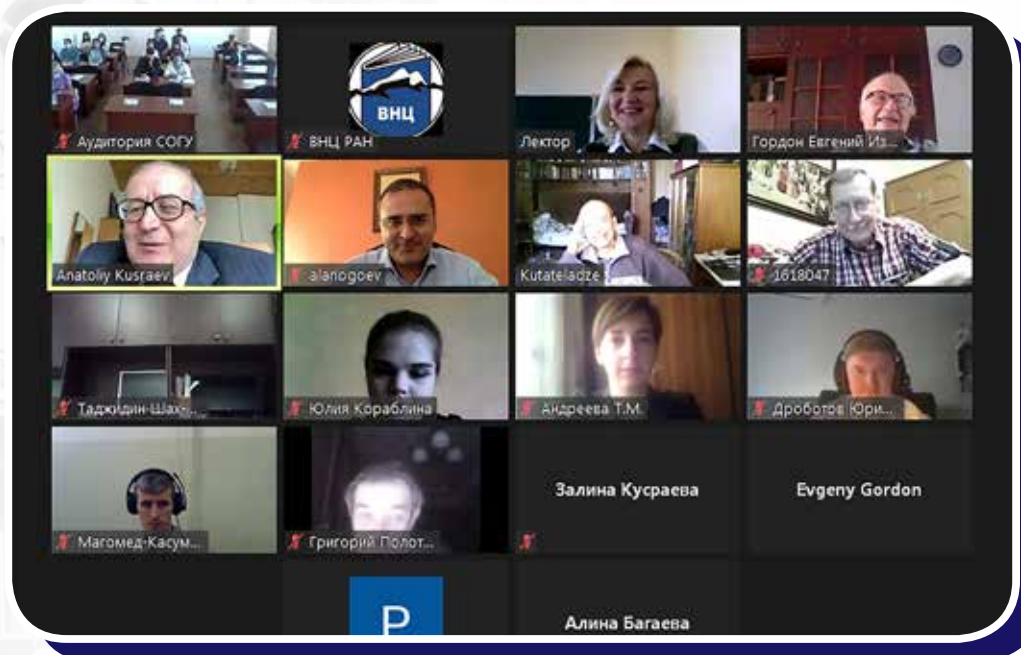 Аудитория СОГУ
ВНЦ
ВНЦ РАН
Лектор
Гордон Евгений Из...
Anatoliy Kusraev
alanogoev
Kutateladze
1618047
Таджидин Шах-...
Юлия Кораблина
Андреева Т.М.
Дроботов Юри...
Магомед-Касум...
Григорий Полот...
Залина Кусраева
Evgeny Gordon
P
Алина Багаева